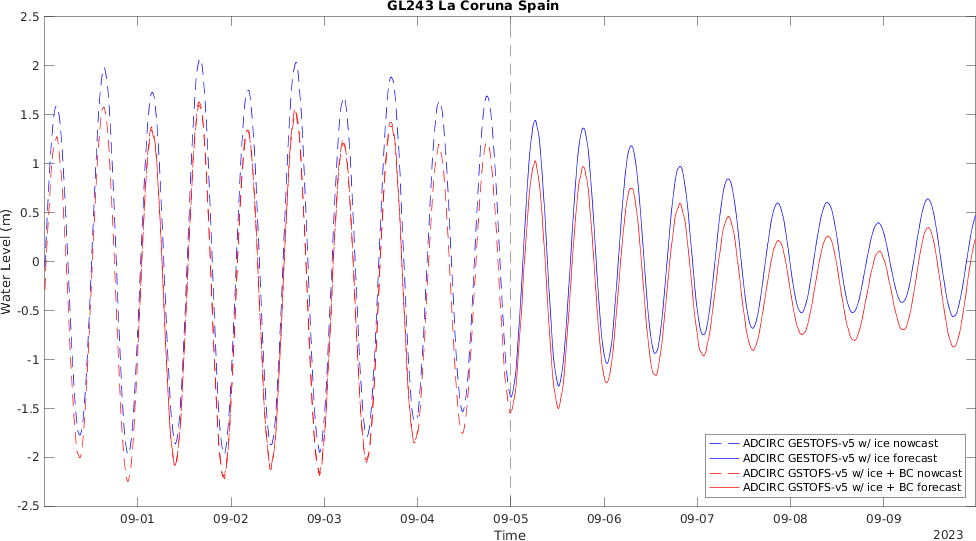 GL243 La Coruna Spain
2.5
2
1.5
1
0.5
0
-0.5
-1
-1.5
-2
-2.5
Water Level (m)
09-01 09-02 09-03 09-04 09-05 09-06 09-07 09-08 09-09
Time
2023
ADCIRC GESTOFS-v5 w/ ice nowcast
ADCIRC GESTOFS-v5 w/ ice forecast
ADCIRC GSTOFS-v5 w/ ice + BC nowcast
ADCIRC GSTOFS-v5 w/ ice + BC forecast